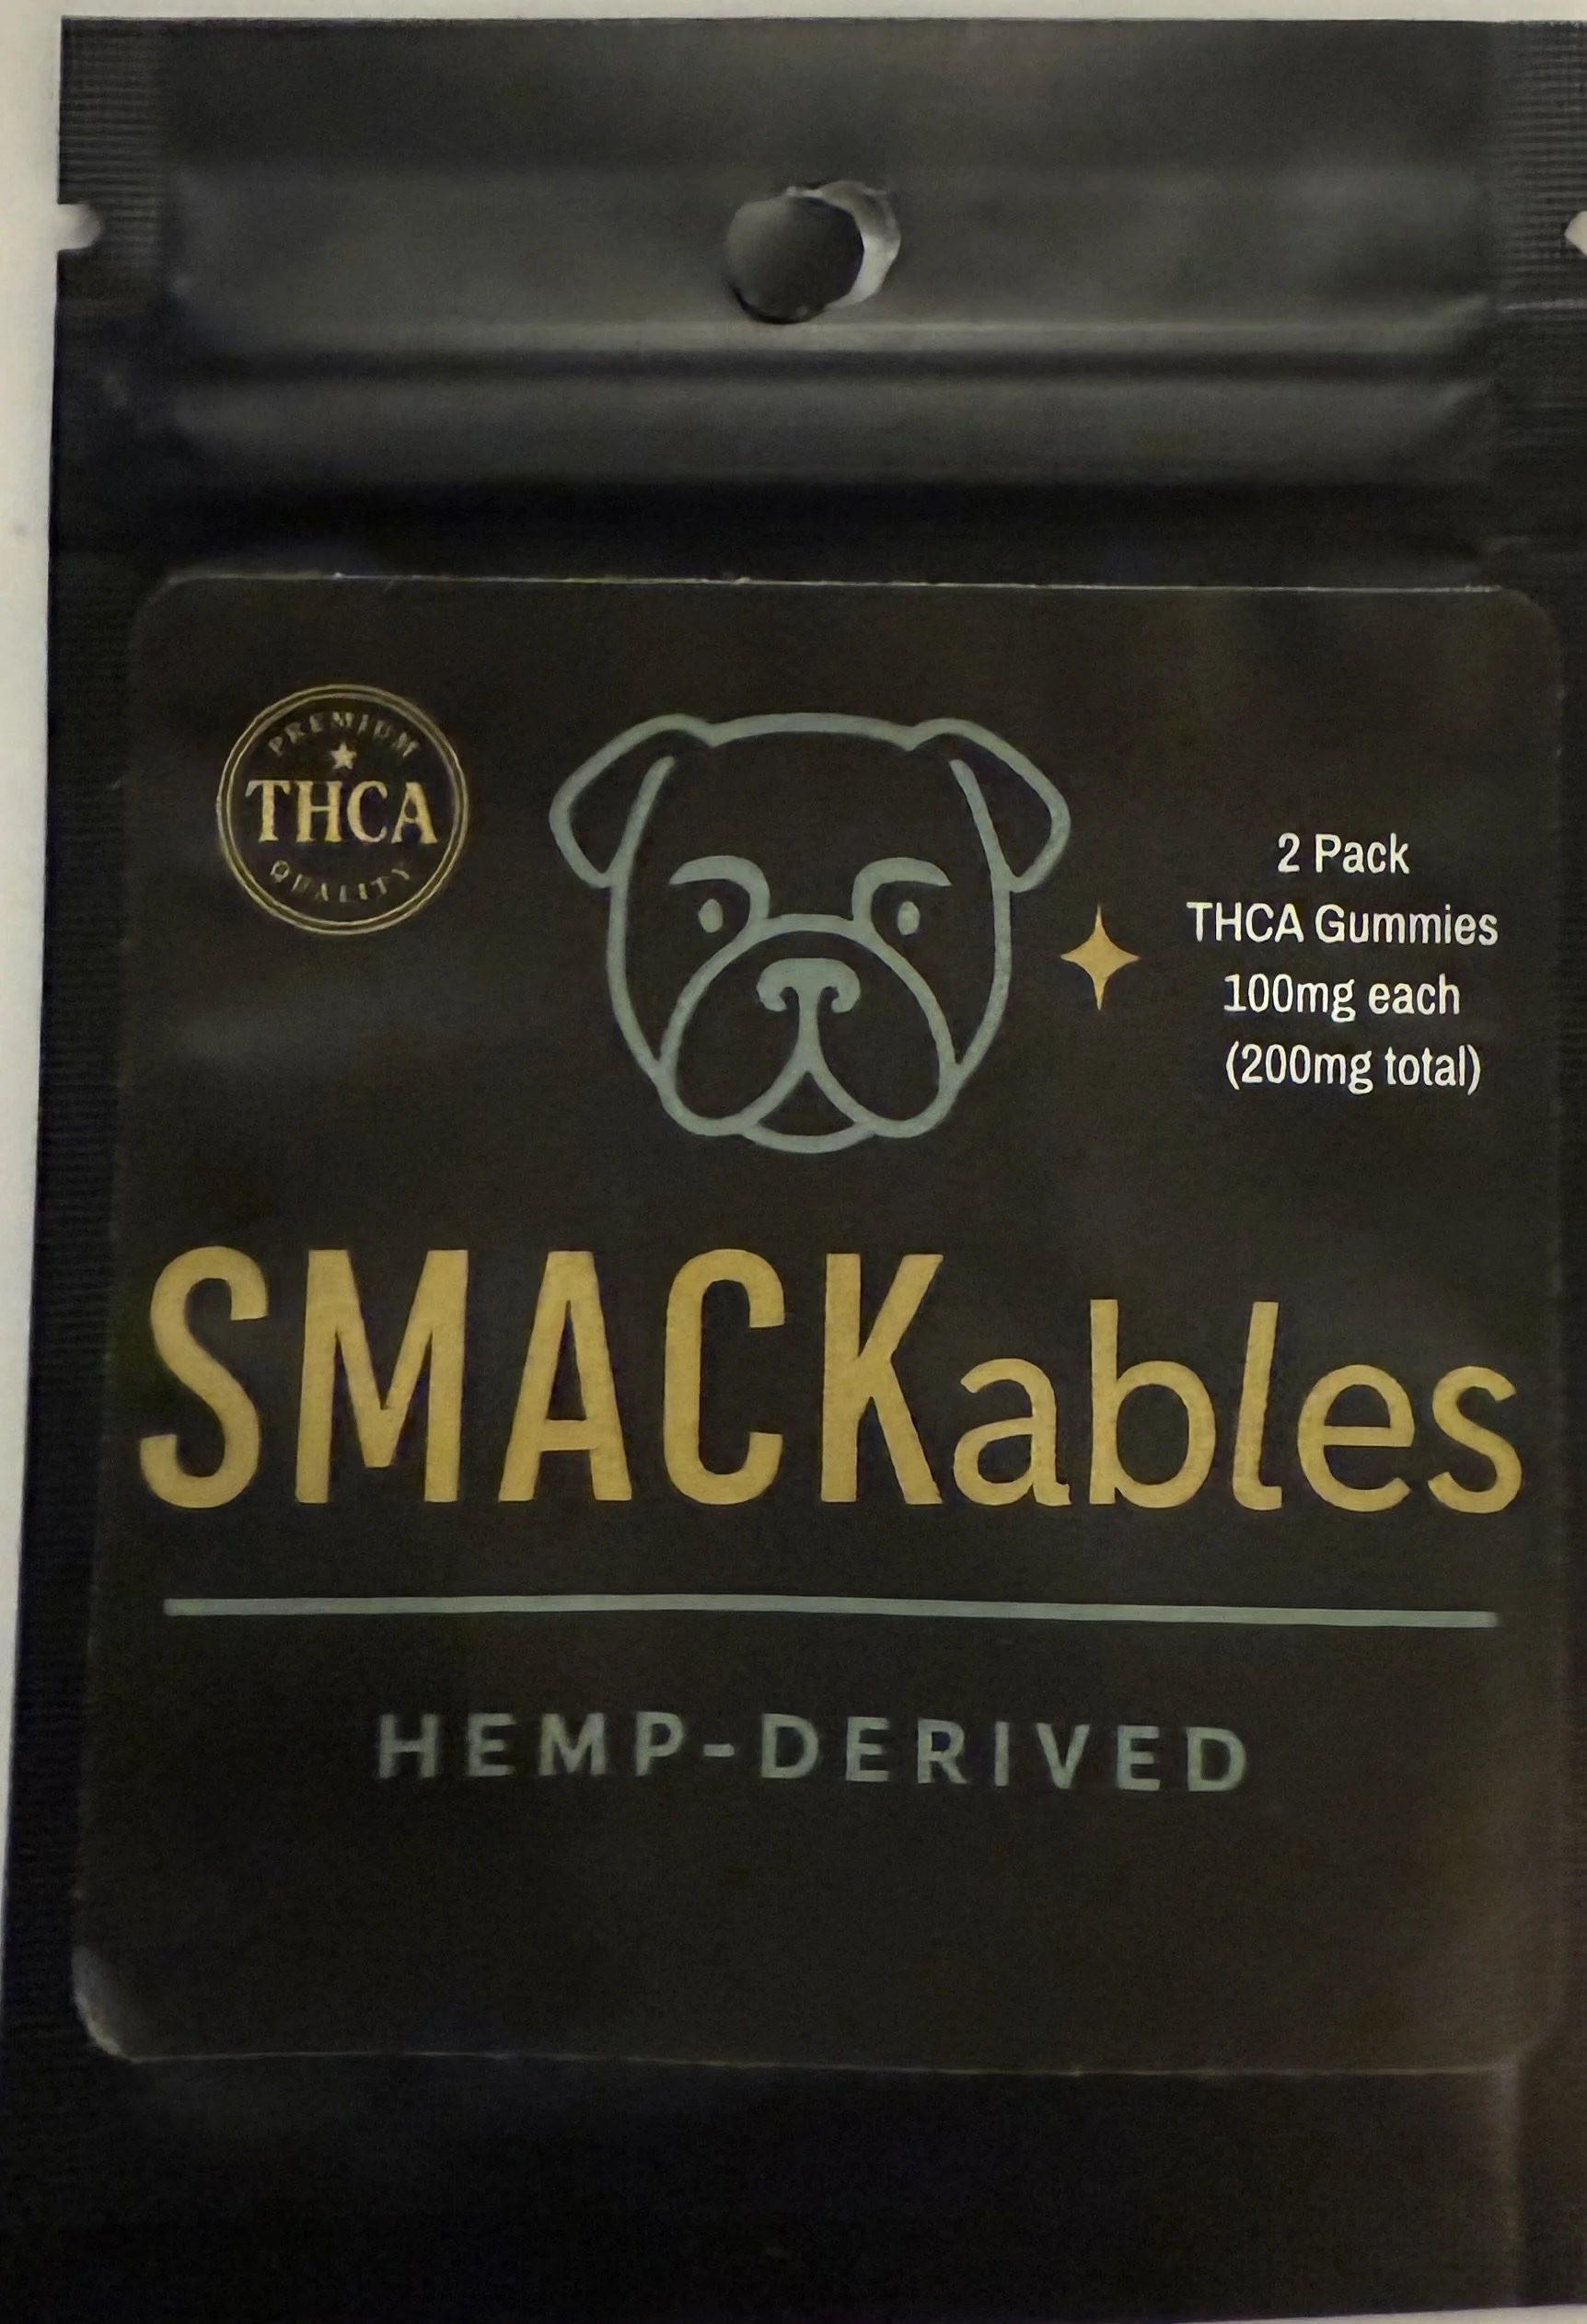 PREMIUM
THCA
QUALITY
2 Pack
THCA Gummies
100mg each
(200mg total)
SMACKables
HEMP-DERIVED